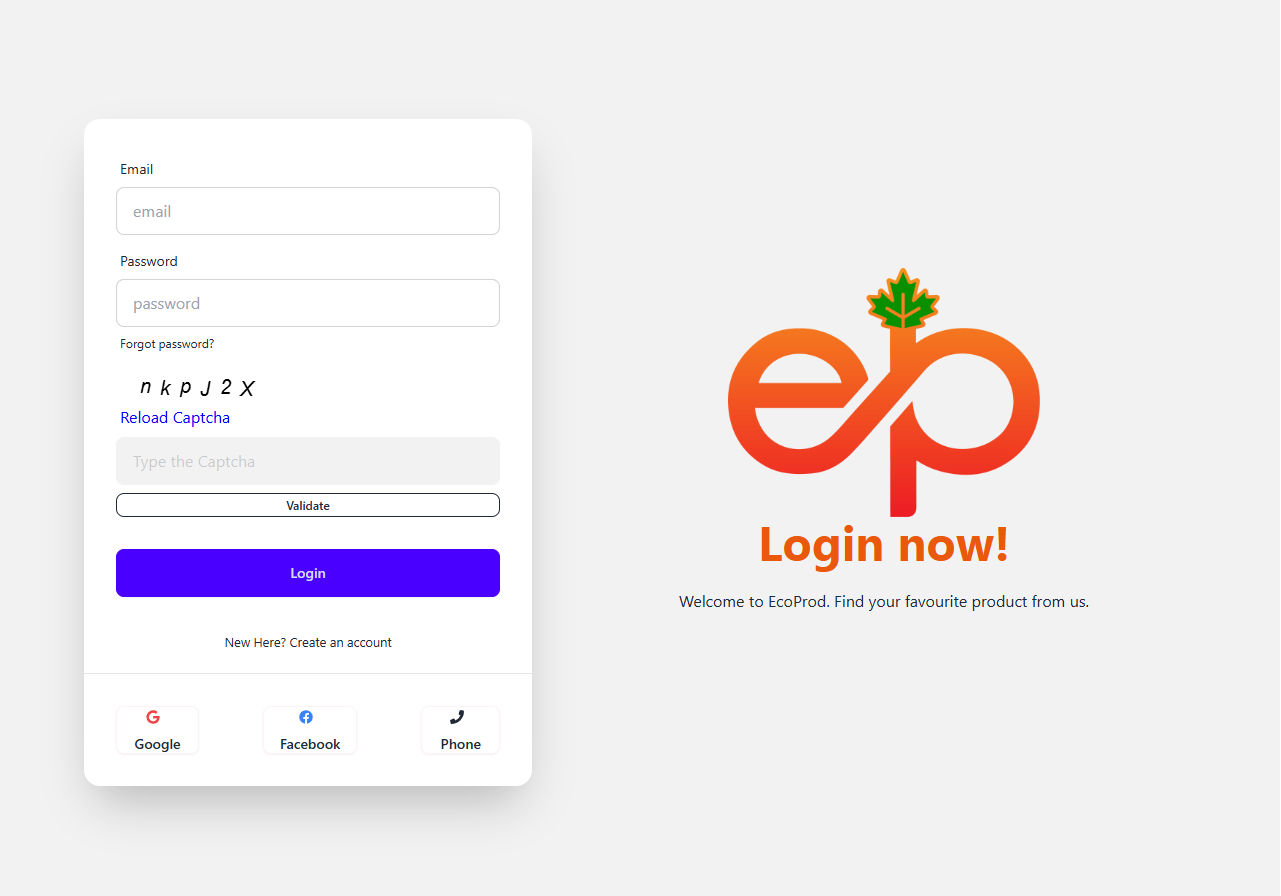 Email
email
Password
password
Forgot password?
n k p J 2 X
Reload Captcha
Type the Captcha
Validate
Login
New Here? Create an account
Google
Facebook
Phone
ep
Login now!
Welcome to EcoProd. Find your favourite product from us.